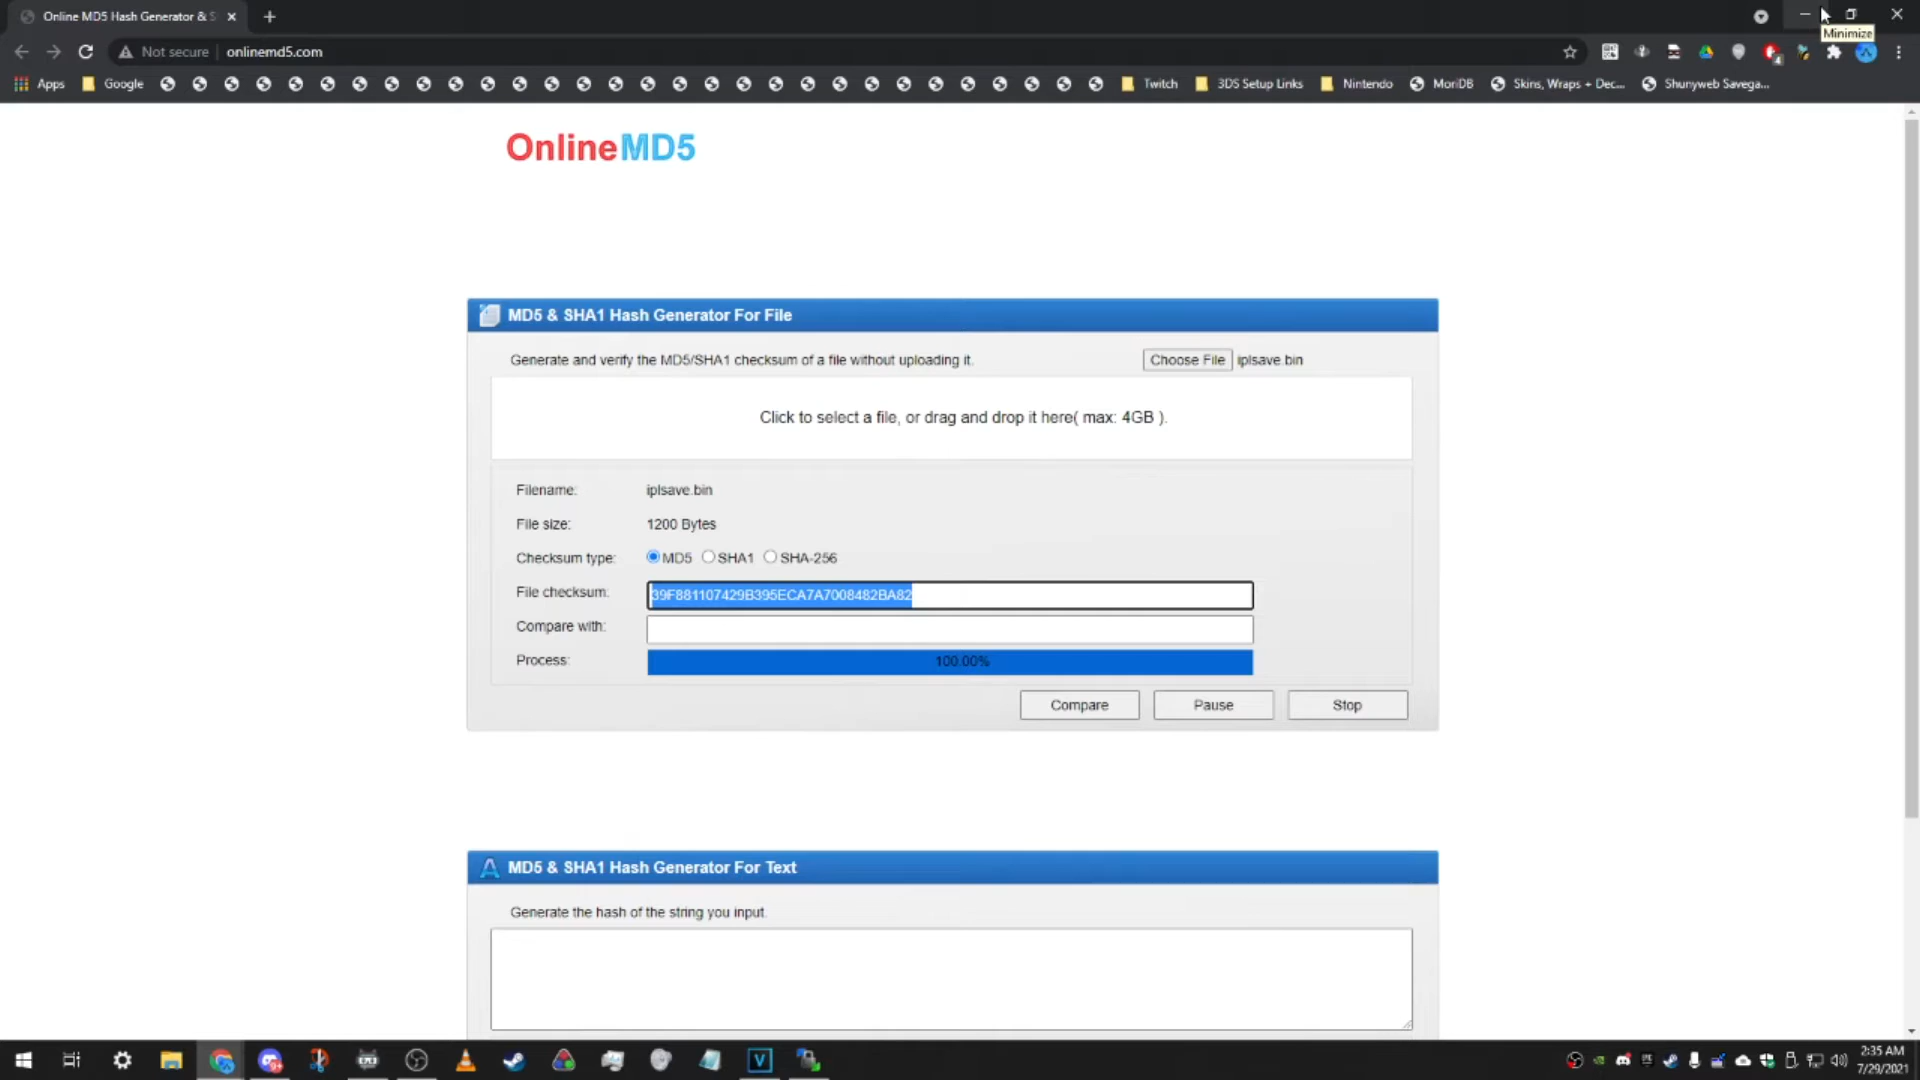 Online MD5 Hash Generator & S
Minimize
Not secure
onlinemd5.com
4
Apps
Google
Twitch
3DS Setup Links
Nintendo
MoriDB
Skins, Wraps + Dec...
Shunyweb Savega...
OnlineMD5
MD5 & SHA1 Hash Generator For File
Generate and verify the MD5/SHA1 checksum of a file without uploading it.
Choose File iplsave.bin
Click to select a file, or drag and drop it here( max: 4GB ).
Filename: iplsave.bin
File size: 1200 Bytes
Checksum type: MD5 SHA1 SHA-256
File checksum: 39F881107429B395ECA7A7008482BA82
Compare with:
Process: 100.00%
Compare Pause Stop
MD5 & SHA1 Hash Generator For Text
Generate the hash of the string you input.
2:35 AM
7/29/2021